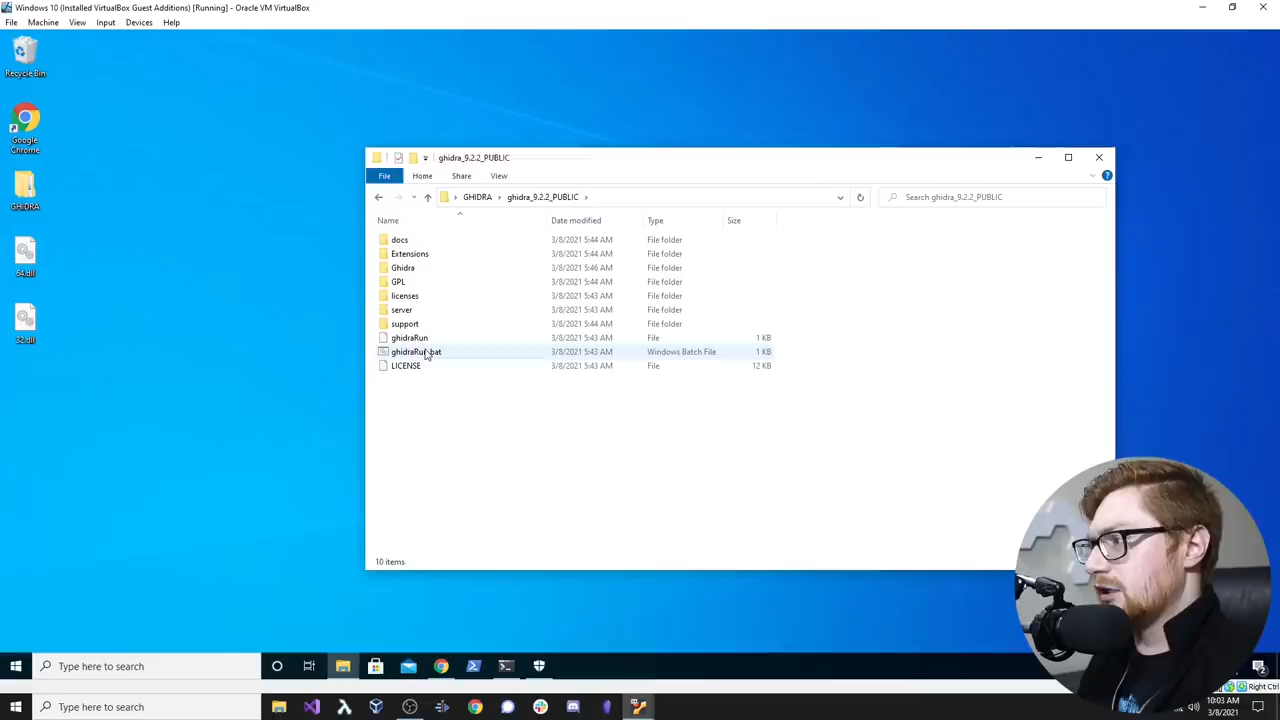 Windows 10 (Installed VirtualBox Guest Additions) [Running] - Oracle VM VirtualBox
File Machine View Input Devices Help
Recycle Bin
Google Chrome
GHIDRA
64.dll
32.dll
ghidra_9.2.2_PUBLIC
File Home Share View
GHIDRA ghidra_9.2.2_PUBLIC
Search ghidra_9.2.2_PUBLIC
Name Date modified Type Size
docs 3/8/2021 5:44 AM File folder
Extensions 3/8/2021 5:44 AM File folder
Ghidra 3/8/2021 5:46 AM File folder
GPL 3/8/2021 5:44 AM File folder
licenses 3/8/2021 5:43 AM File folder
server 3/8/2021 5:43 AM File folder
support 3/8/2021 5:44 AM File folder
ghidraRun 3/8/2021 5:43 AM File 1 KB
ghidraRun.bat 3/8/2021 5:43 AM Windows Batch File 1 KB
LICENSE 3/8/2021 5:43 AM File 12 KB
10 items
Type here to search
Right Ctrl
Type here to search
10:03 AM
3/8/2021